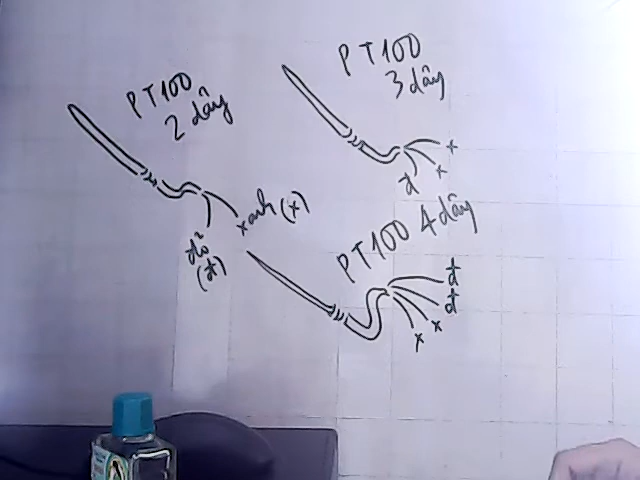 PT100
2 dây
đỏ
(đ)
xanh (x)
PT100
3 dây
x
x
đ
PT100 4 dây
đ
đ
x
x